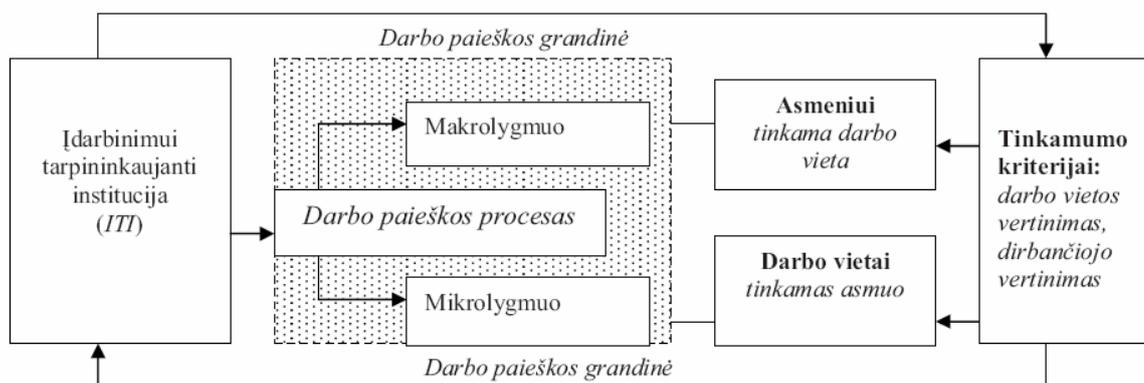 Darbo paieškos grandinė
Įdarbinimui
tarpininkaujanti
institucija
(ITI)
Makrolygmuo
Darbo paieškos procesas
Mikrolygmuo
Asmeniui
tinkama darbo
vieta
Darbo vietai
tinkamas asmuo
Tinkamumo
kriterijai:
darbo vietos
vertinimas,
dirbančiojo
vertinimas
Darbo paieškos grandinė